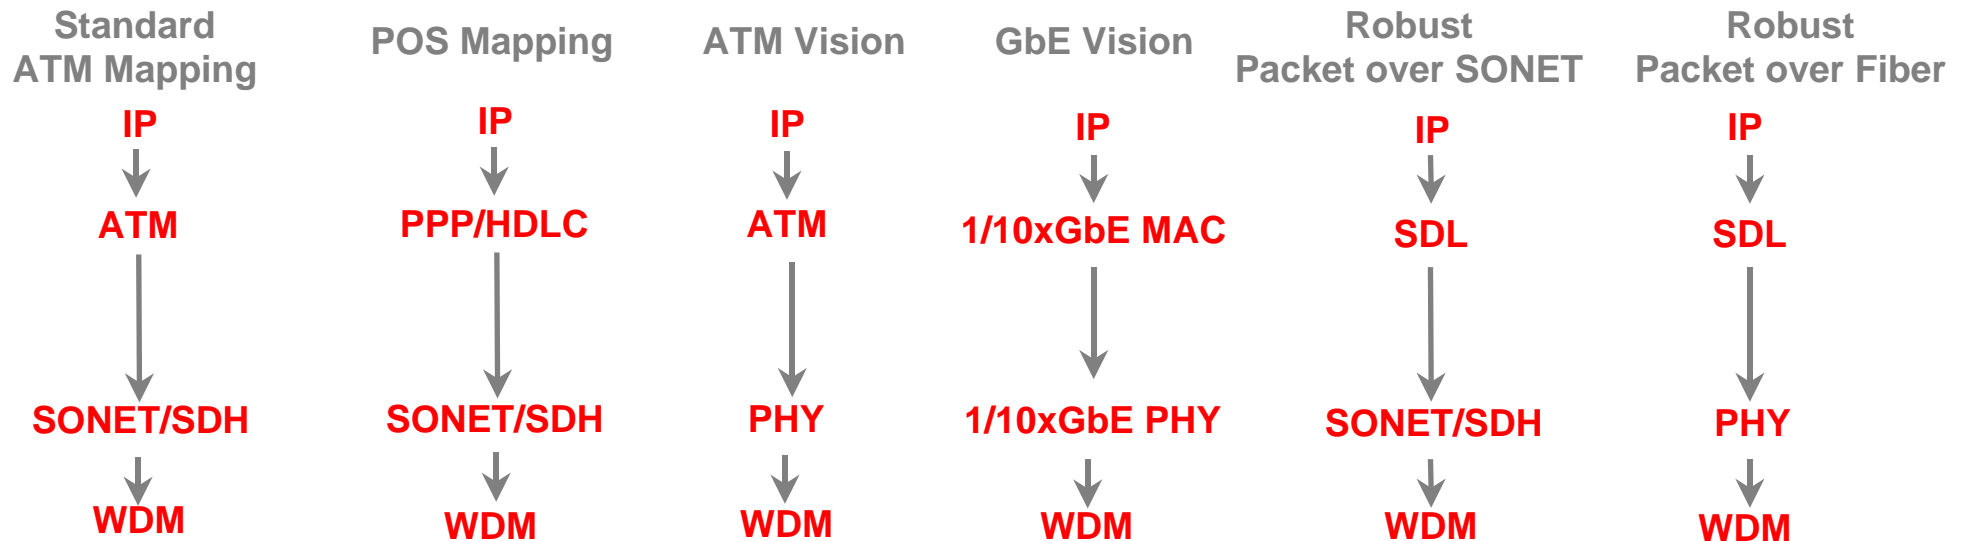 Standard
ATM Mapping
POS Mapping
ATM Vision
GbE Vision
Robust
Packet over SONET
Robust
Packet over Fiber
IP
IP
IP
IP
IP
IP
ATM
PPP/HDLC
ATM
1/10xGbE MAC
SDL
SDL
SONET/SDH
SONET/SDH
PHY
1/10xGbE PHY
SONET/SDH
PHY
WDM
WDM
WDM
WDM
WDM
WDM